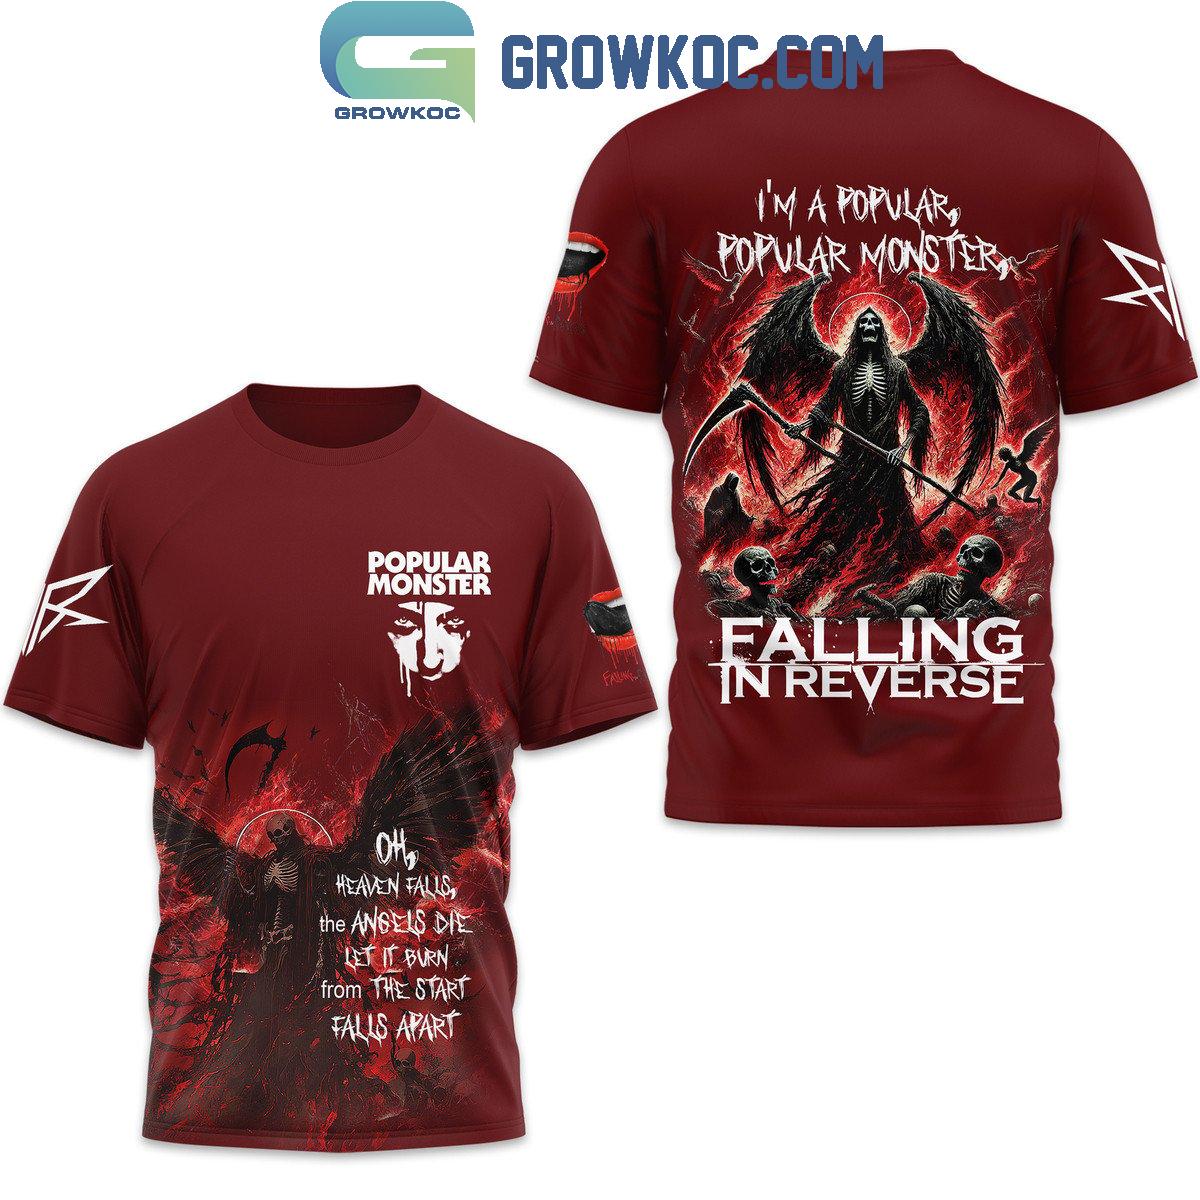 GROWKOC
GROWKOC.COM
I'M A POPULAR,
POPULAR MONSTER,
FALLING
IN REVERSE
POPULAR
MONSTER
FALLING
OH,
HEAVEN FALLS,
the ANGELS DIE
LET IT BURN
from THE START
FALLS APART